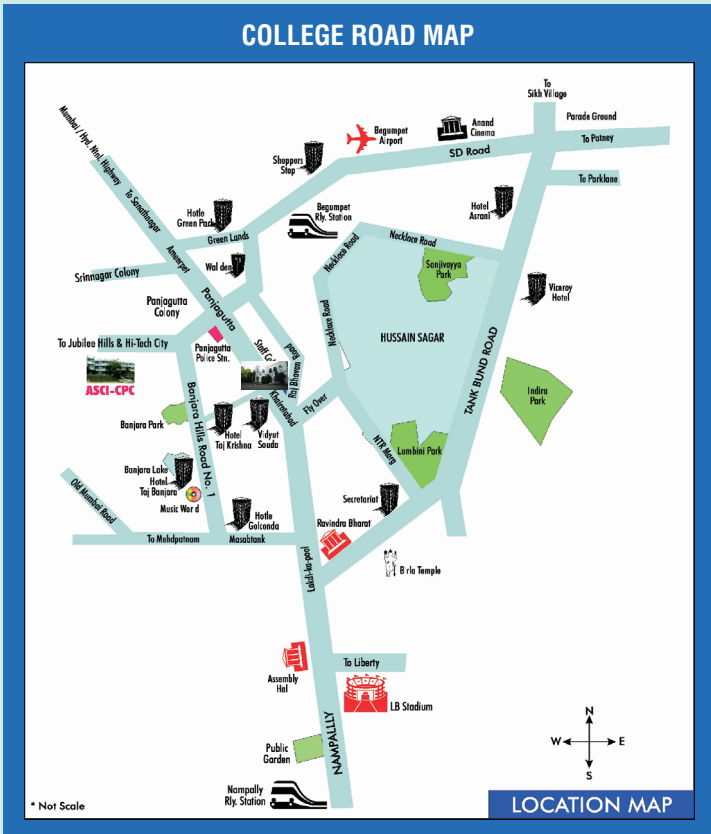 COLLEGE ROAD MAP
To
Sikh Village
Parade Ground
To Patney
To Parklane
Anand
Cinema
SD Road
Begumpet
Airport
Shoppers
Stop
Mumbai / Hyd. Ntnl. Highway
To Sanathnagar
Ameerpet
Hotle
Green Park
Green Lands
Begumpet
Rly. Station
Hotel
Asrani
Necklace Road
Necklace Road
Necklace Road
Sanjivayya
Park
Wal den
Srinnagar Colony
Panjagutta
Colony
Panjagutta
Viceroy
Hotel
HUSSAIN SAGAR
TANK BUND ROAD
To Jubilee Hills & Hi-Tech City
Panjagutta
Police Stn.
Staff Co
Raj Bhavan
Road
ASCI-CPC
Khairatabad
Fly Over
Indira
Park
Banjara Park
Banjara Hills Road No. 1
Hotel
Taj Krishna
Vidyut
Souda
NTR Marg
Lumbini Park
Banjara Lake
Hotel
Taj Banjara
Music Wor d
Old Mumbai Road
Hotle
Golconda
Secretariat
Ravindra Bharat
To Mehdpatnam
Masabtank
Lakdi-ka-pool
B rla Temple
To Liberty
Assembly
Hal
LB Stadium
Public
Garden
NAMPALLLY
Nampally
Rly. Station
N
W
E
S
* Not Scale
LOCATION MAP